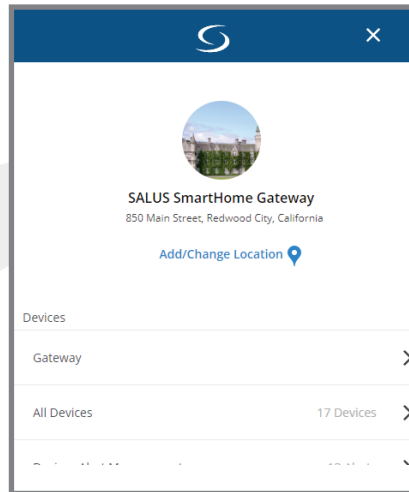 SALUS SmartHome Gateway
850 Main Street, Redwood City, California
Add/Change Location
Devices
Gateway
All Devices 17 Devices